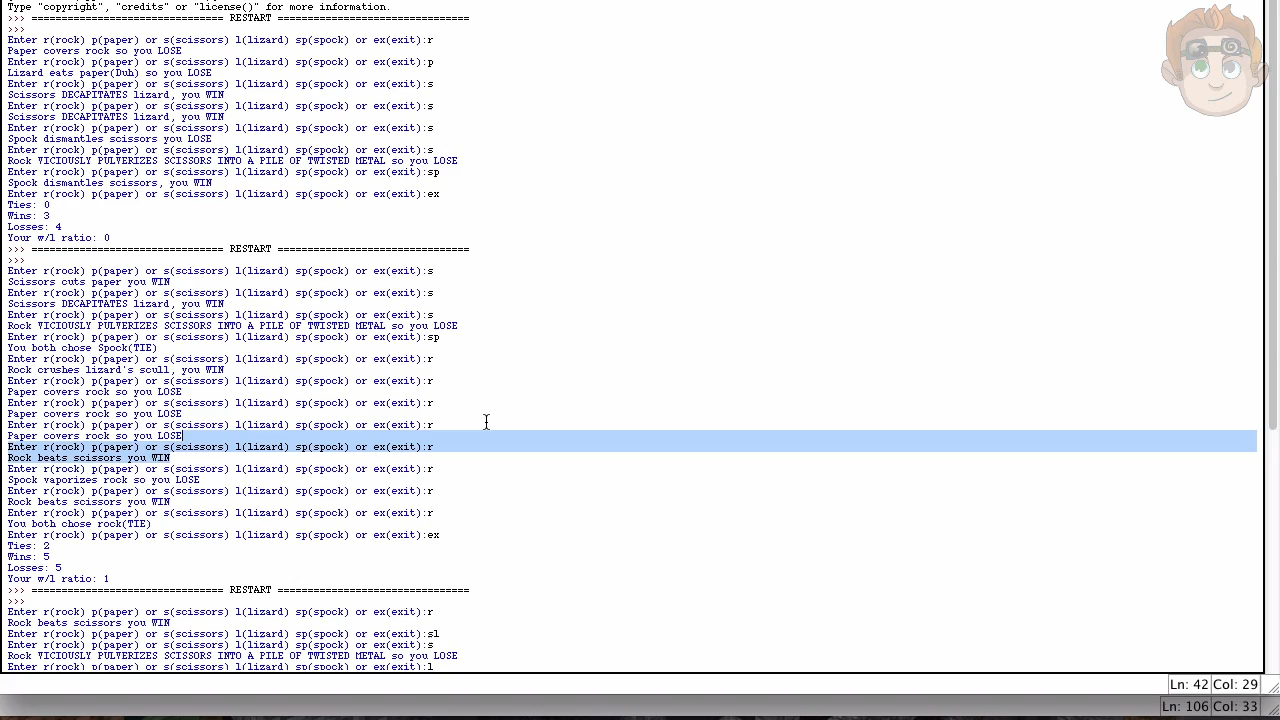 Type "copyright", "credits" or "license()" for more information.
>>> ================================ RESTART ================================
>>>
Enter r(rock) p(paper) or s(scissors) l(lizard) sp(spock) or ex(exit):r
Paper covers rock so you LOSE
Enter r(rock) p(paper) or s(scissors) l(lizard) sp(spock) or ex(exit):p
Lizard eats paper(Duh) so you LOSE
Enter r(rock) p(paper) or s(scissors) l(lizard) sp(spock) or ex(exit):s
Scissors DECAPITATES lizard, you WIN
Enter r(rock) p(paper) or s(scissors) l(lizard) sp(spock) or ex(exit):s
Scissors DECAPITATES lizard, you WIN
Enter r(rock) p(paper) or s(scissors) l(lizard) sp(spock) or ex(exit):s
Spock dismantles scissors you LOSE
Enter r(rock) p(paper) or s(scissors) l(lizard) sp(spock) or ex(exit):s
Rock VICIOUSLY PULVERIZES SCISSORS INTO A PILE OF TWISTED METAL so you LOSE
Enter r(rock) p(paper) or s(scissors) l(lizard) sp(spock) or ex(exit):sp
Spock dismantles scissors, you WIN
Enter r(rock) p(paper) or s(scissors) l(lizard) sp(spock) or ex(exit):ex
Ties: 0
Wins: 3
Losses: 4
Your w/l ratio: 0
>>> ================================ RESTART ================================
>>>
Enter r(rock) p(paper) or s(scissors) l(lizard) sp(spock) or ex(exit):s
Scissors cuts paper you WIN
Enter r(rock) p(paper) or s(scissors) l(lizard) sp(spock) or ex(exit):s
Scissors DECAPITATES lizard, you WIN
Enter r(rock) p(paper) or s(scissors) l(lizard) sp(spock) or ex(exit):s
Rock VICIOUSLY PULVERIZES SCISSORS INTO A PILE OF TWISTED METAL so you LOSE
Enter r(rock) p(paper) or s(scissors) l(lizard) sp(spock) or ex(exit):sp
You both chose Spock(TIE)
Enter r(rock) p(paper) or s(scissors) l(lizard) sp(spock) or ex(exit):r
Rock crushes lizard's scull, you WIN
Enter r(rock) p(paper) or s(scissors) l(lizard) sp(spock) or ex(exit):r
Paper covers rock so you LOSE
Enter r(rock) p(paper) or s(scissors) l(lizard) sp(spock) or ex(exit):r
Paper covers rock so you LOSE
Enter r(rock) p(paper) or s(scissors) l(lizard) sp(spock) or ex(exit):r
Paper covers rock so you LOSE
Enter r(rock) p(paper) or s(scissors) l(lizard) sp(spock) or ex(exit):r
Rock beats scissors you WIN
Enter r(rock) p(paper) or s(scissors) l(lizard) sp(spock) or ex(exit):r
Spock vaporizes rock so you LOSE
Enter r(rock) p(paper) or s(scissors) l(lizard) sp(spock) or ex(exit):r
Rock beats scissors you WIN
Enter r(rock) p(paper) or s(scissors) l(lizard) sp(spock) or ex(exit):r
You both chose rock(TIE)
Enter r(rock) p(paper) or s(scissors) l(lizard) sp(spock) or ex(exit):ex
Ties: 2
Wins: 5
Losses: 5
Your w/l ratio: 1
>>> ================================ RESTART ================================
>>>
Enter r(rock) p(paper) or s(scissors) l(lizard) sp(spock) or ex(exit):r
Rock beats scissors you WIN
Enter r(rock) p(paper) or s(scissors) l(lizard) sp(spock) or ex(exit):sl
Enter r(rock) p(paper) or s(scissors) l(lizard) sp(spock) or ex(exit):s
Rock VICIOUSLY PULVERIZES SCISSORS INTO A PILE OF TWISTED METAL so you LOSE
Enter r(rock) p(paper) or s(scissors) l(lizard) sp(spock) or ex(exit):l
Ln: 42 Col: 29
Ln: 106 Col: 33